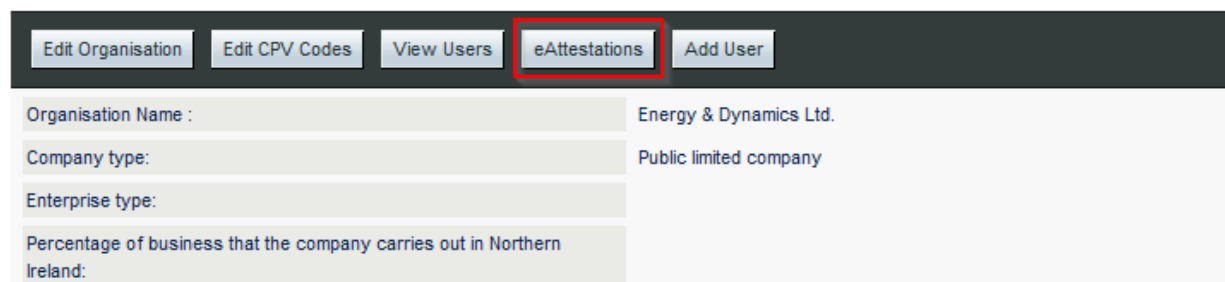 Edit Organisation Edit CPV Codes View Users eAttestations Add User
Organisation Name : Energy & Dynamics Ltd.
Company type: Public limited company
Enterprise type:
Percentage of business that the company carries out in Northern
Ireland: